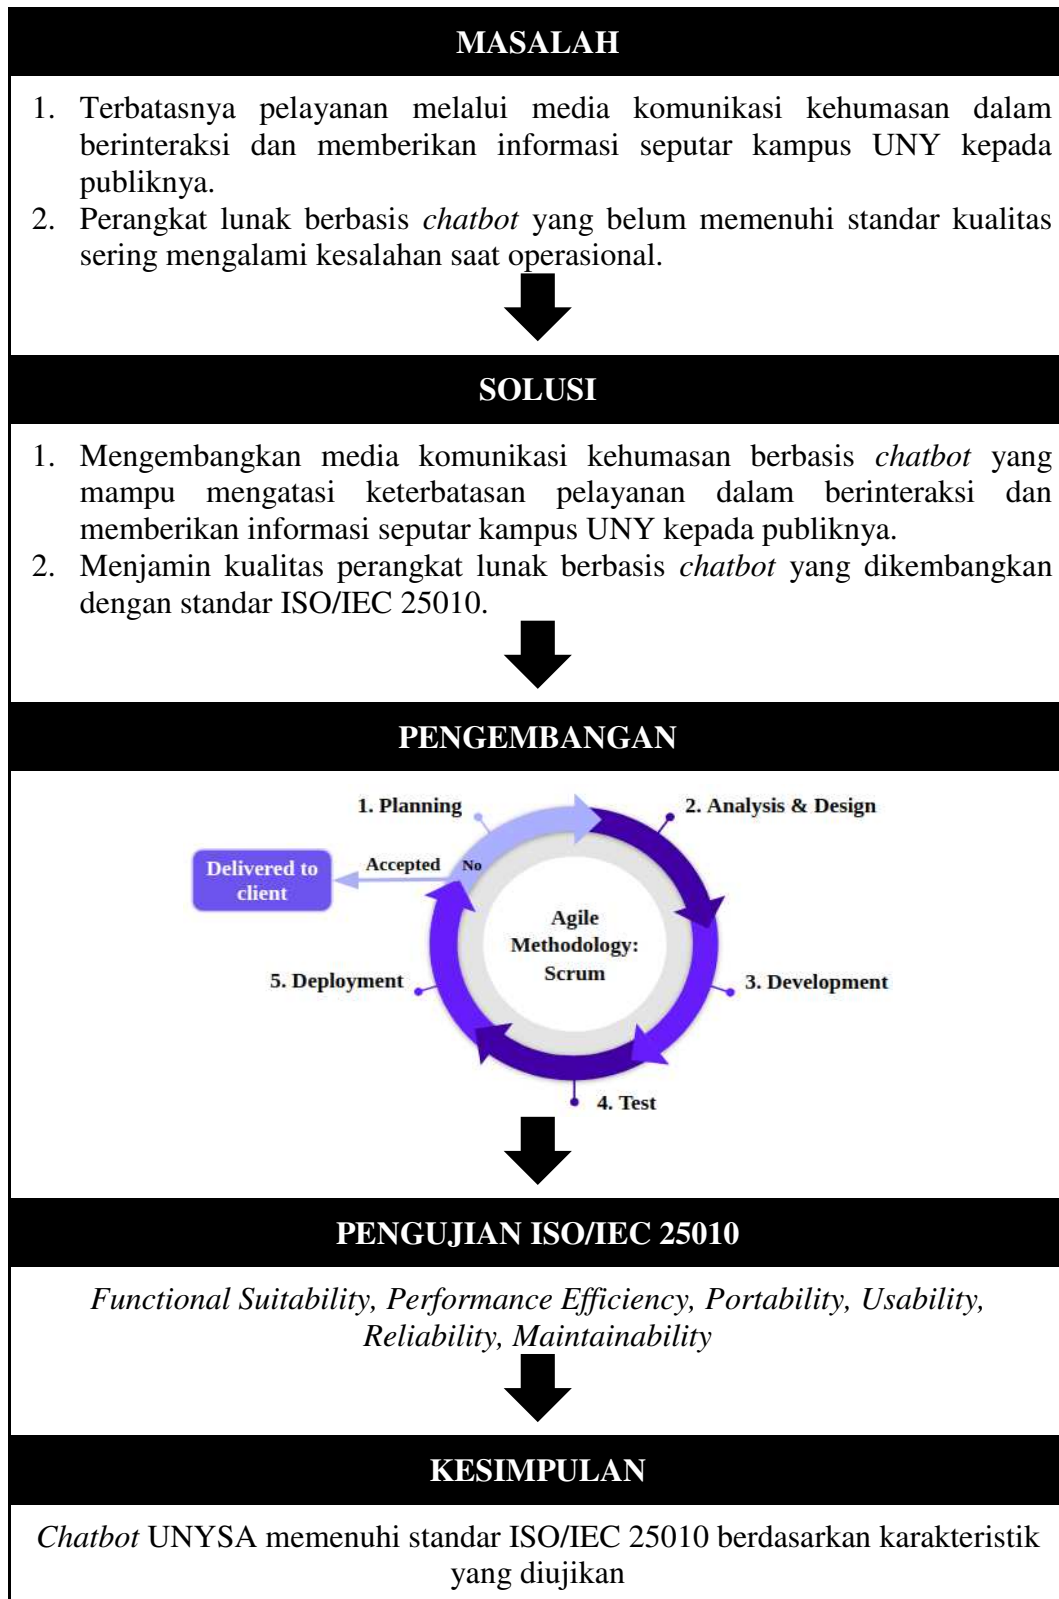 MASALAH
1. Terbatasnya pelayanan melalui media komunikasi kehumasan dalam
berinteraksi dan memberikan informasi seputar kampus UNY kepada
publiknya.
2. Perangkat lunak berbasis chatbot yang belum memenuhi standar kualitas
sering mengalami kesalahan saat operasional.
SOLUSI
1. Mengembangkan media komunikasi kehumasan berbasis chatbot yang
mampu mengatasi keterbatasan pelayanan dalam berinteraksi dan
memberikan informasi seputar kampus UNY kepada publiknya.
2. Menjamin kualitas perangkat lunak berbasis chatbot yang dikembangkan
dengan standar ISO/IEC 25010.
PENGEMBANGAN
1. Planning
2. Analysis & Design
Delivered to
client
Accepted
No
Agile
Methodology:
Scrum
5. Deployment
3. Development
4. Test
PENGUJIAN ISO/IEC 25010
Functional Suitability, Performance Efficiency, Portability, Usability,
Reliability, Maintainability
KESIMPULAN
Chatbot UNYSA memenuhi standar ISO/IEC 25010 berdasarkan karakteristik
yang diujikan